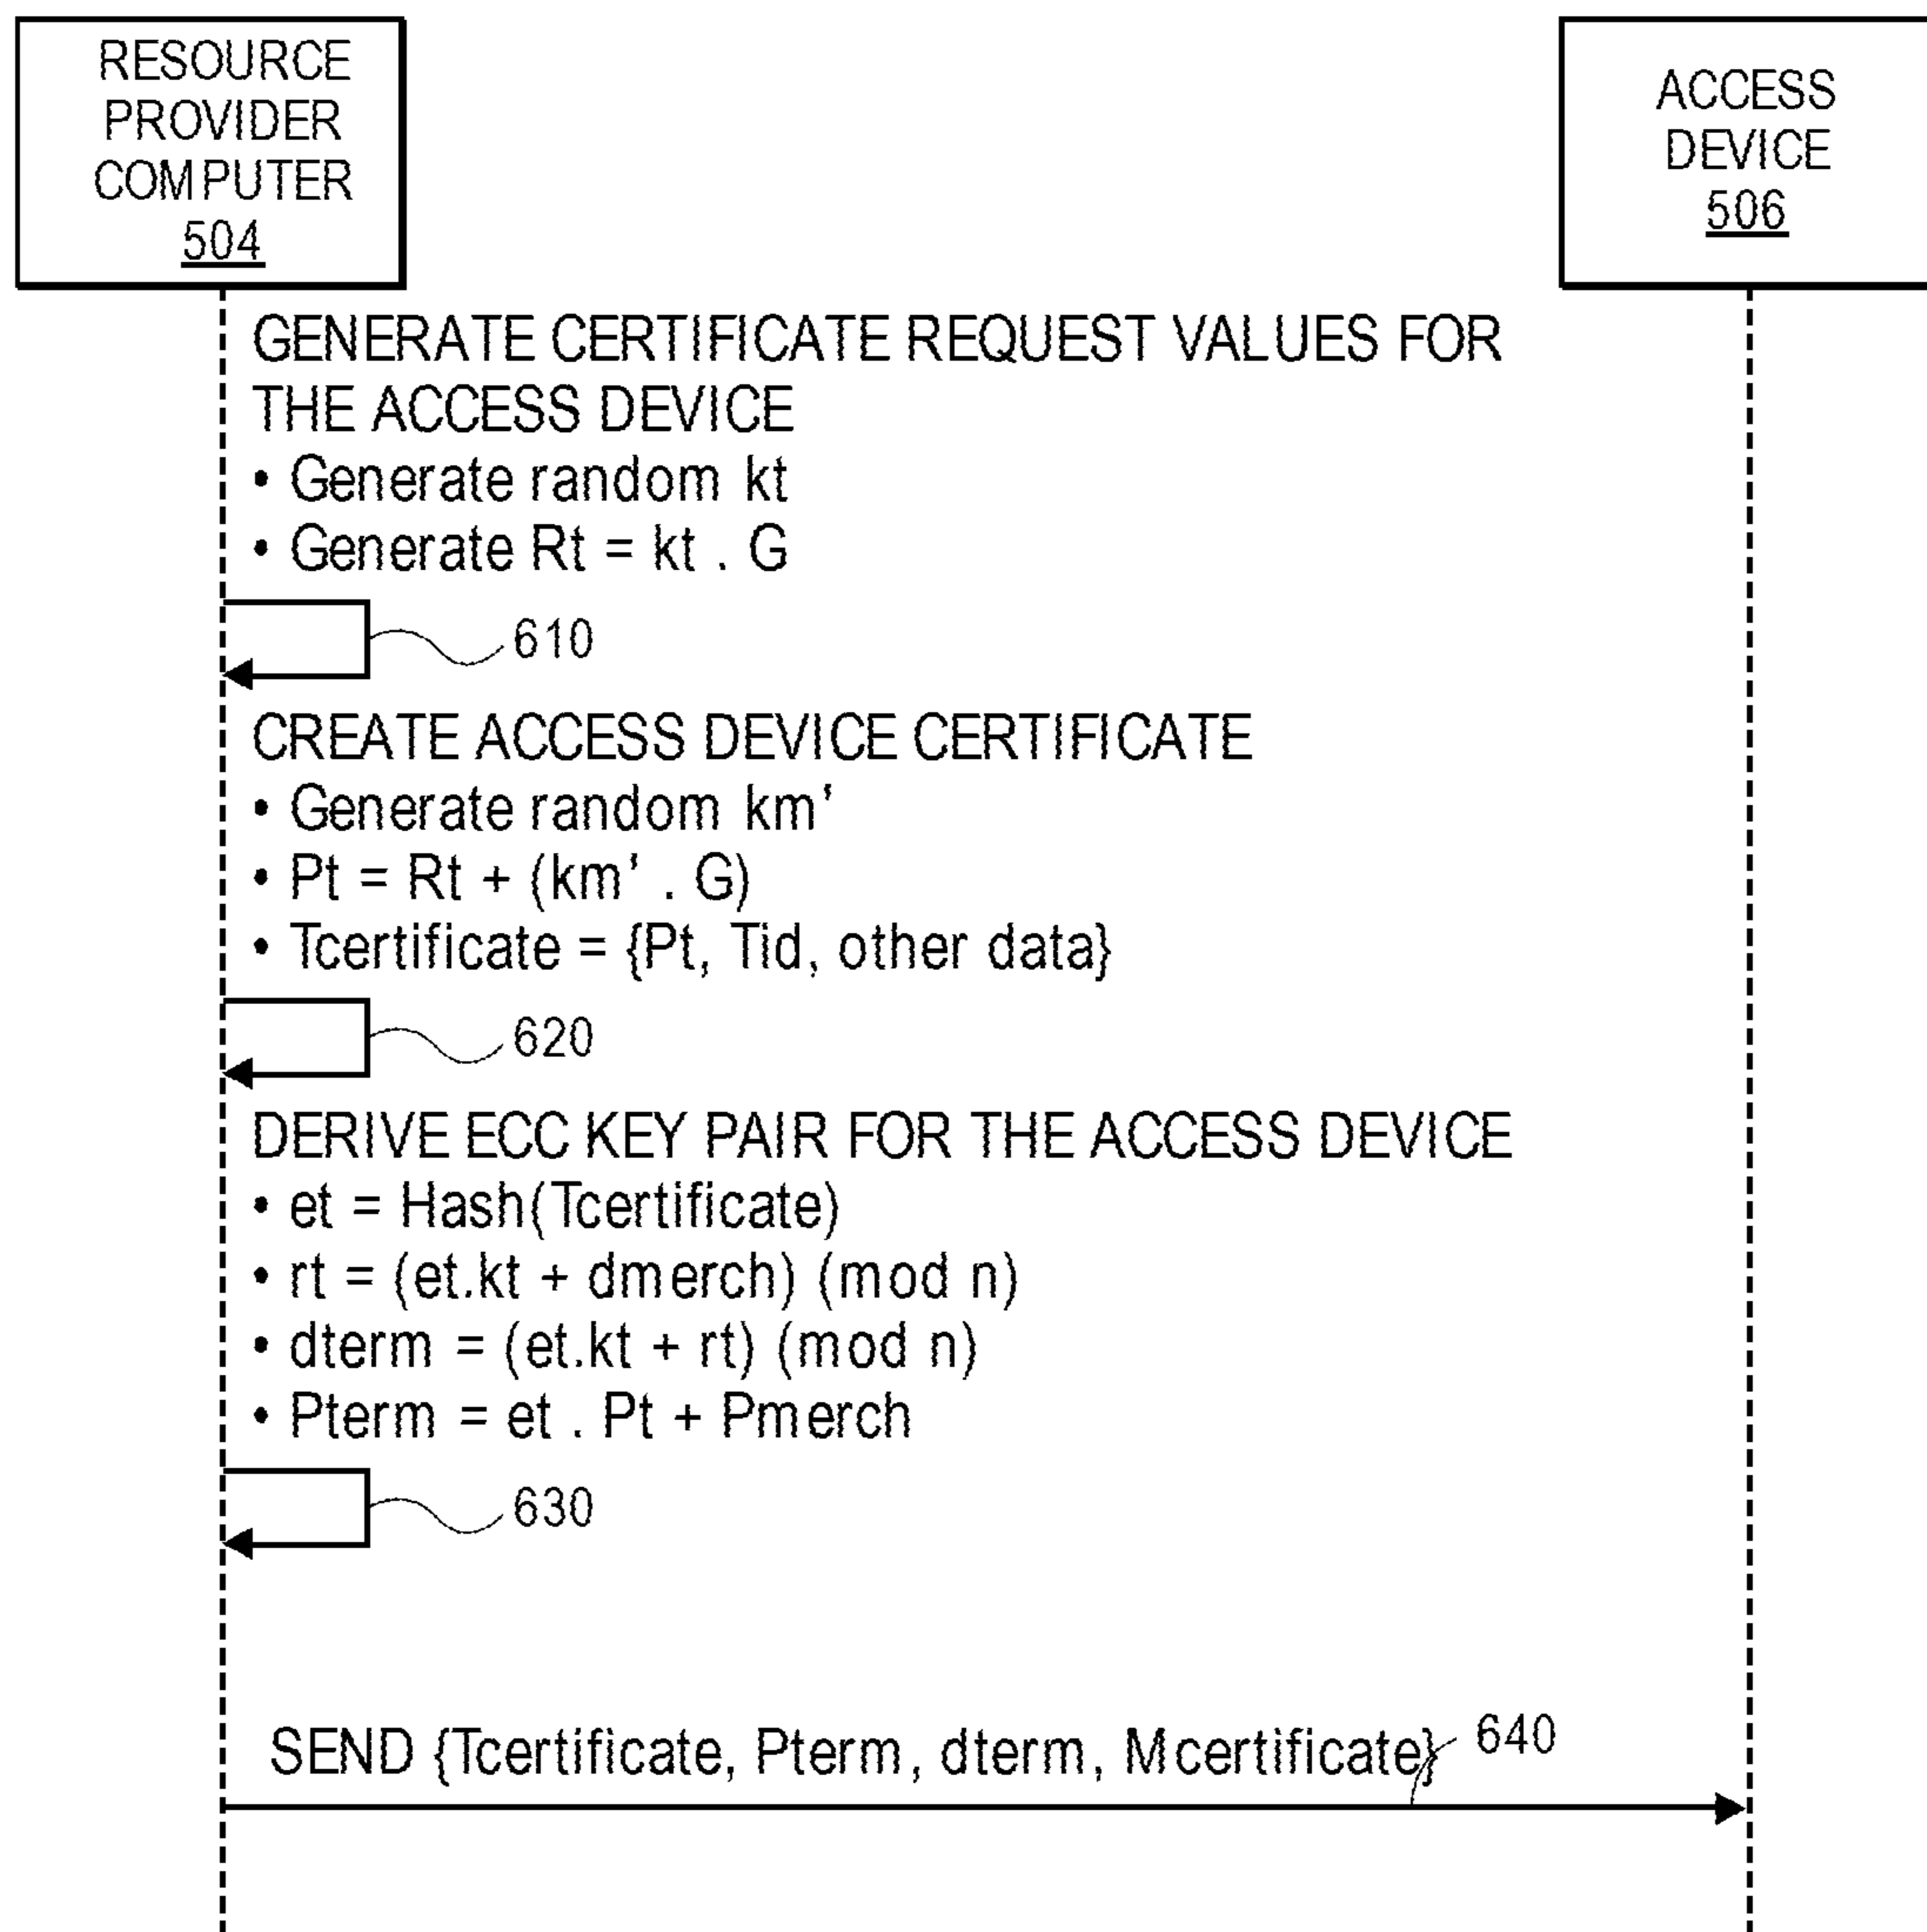 RESOURCE
PROVIDER
COMPUTER
504
ACCESS
DEVICE
506
GENERATE CERTIFICATE REQUEST VALUES FOR
THE ACCESS DEVICE
• Generate random kt
• Generate Rt = kt . G
610
CREATE ACCESS DEVICE CERTIFICATE
• Generate random km'
• Pt = Rt + (km' . G)
• Tcertificate = {Pt, Tid, other data}
620
DERIVE ECC KEY PAIR FOR THE ACCESS DEVICE
• et = Hash(Tcertificate)
• rt = (et.kt + dmerch) (mod n)
• dterm = (et.kt + rt) (mod n)
• Pterm = et . Pt + Pmerch
630
SEND {Tcertificate, Pterm, dterm, Mcertificate}
640